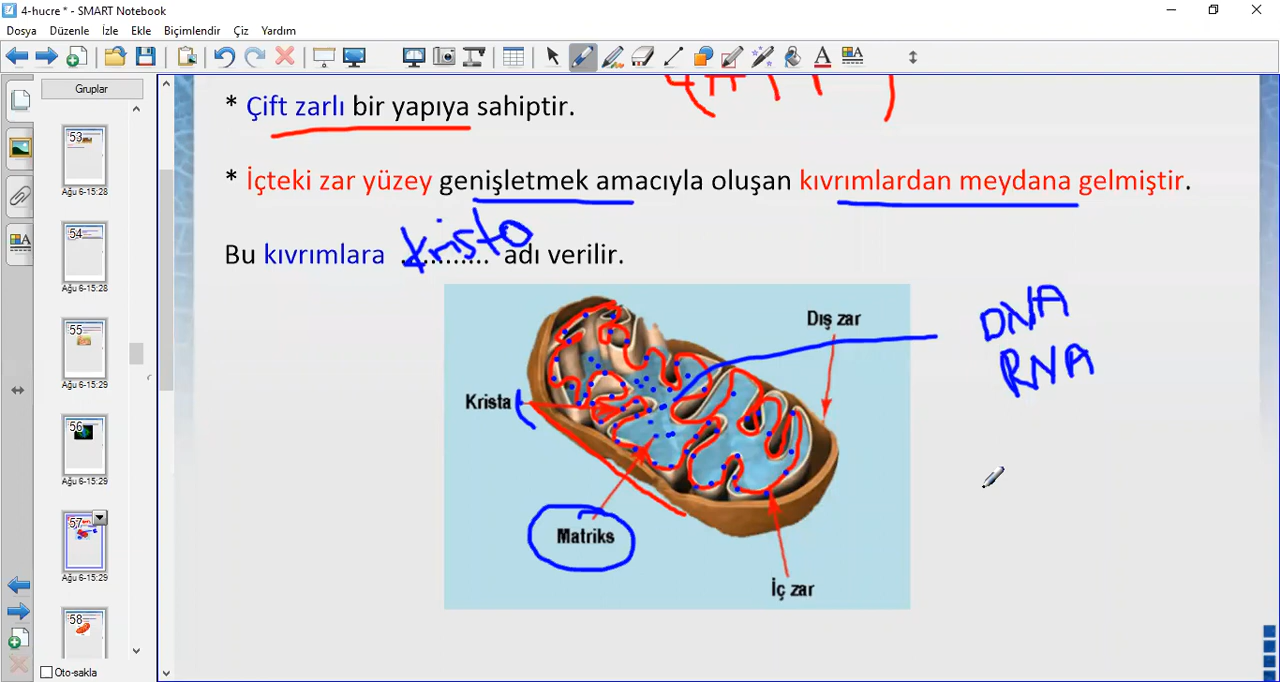 4-hucre * - SMART Notebook
Dosya Düzenle İzle Ekle Biçimlendir Çiz Yardım
Gruplar
53
Ağu 6-15:28
54
Ağu 6-15:28
55
Ağu 6-15:29
56
Ağu 6-15:29
57
Ağu 6-15:29
58
Oto-sakla
* Çift zarlı bir yapıya sahiptir.
* İçteki zar yüzey genişletmek amacıyla oluşan kıvrımlardan meydana gelmiştir.
Bu kıvrımlara ............ adı verilir.
Krista
Dış zar
DNA
RNA
Krista
Matriks
İç zar